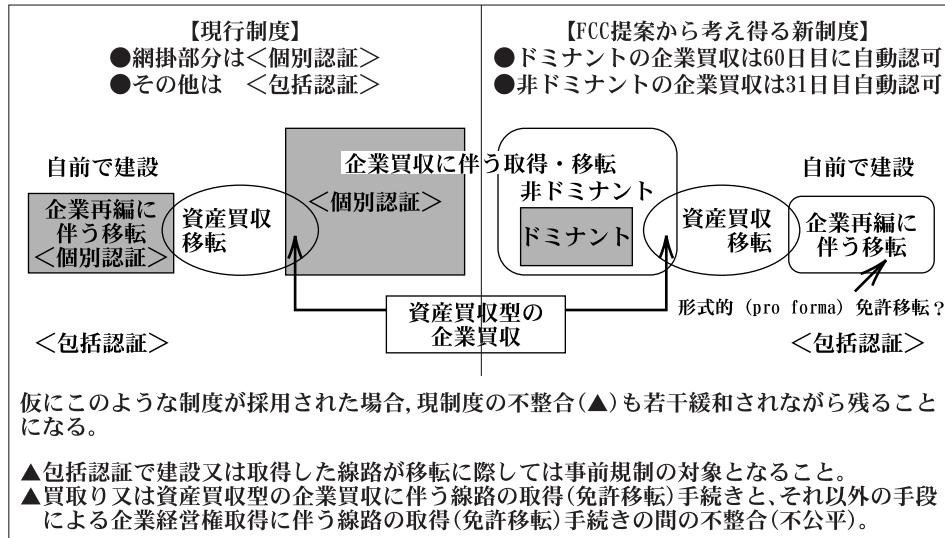 【現行制度】
●網掛部分は＜個別認証＞
●その他は　＜包括認証＞
【FCC提案から考え得る新制度】
●ドミナントの企業買収は60日目に自動認可
●非ドミナントの企業買収は31日目自動認可
企業買収に伴う取得・移転
自前で建設
企業再編に
伴う移転
＜個別認証＞
資産買収
移転
＜個別認証＞
非ドミナント
ドミナント
資産買収
移転
自前で建設
企業再編に
伴う移転
資産買収型の
企業買収
形式的 (pro forma) 免許移転？
＜包括認証＞
＜包括認証＞
仮にこのような制度が採用された場合,現制度の不整合(▲)も若干緩和されながら残ること
になる。
▲包括認証で建設又は取得した線路が移転に際しては事前規制の対象となること。
▲買取り又は資産買収型の企業買収に伴う線路の取得(免許移転)手続きと、それ以外の手段
による企業経営権取得に伴う線路の取得(免許移転)手続きの間の不整合(不公平)。